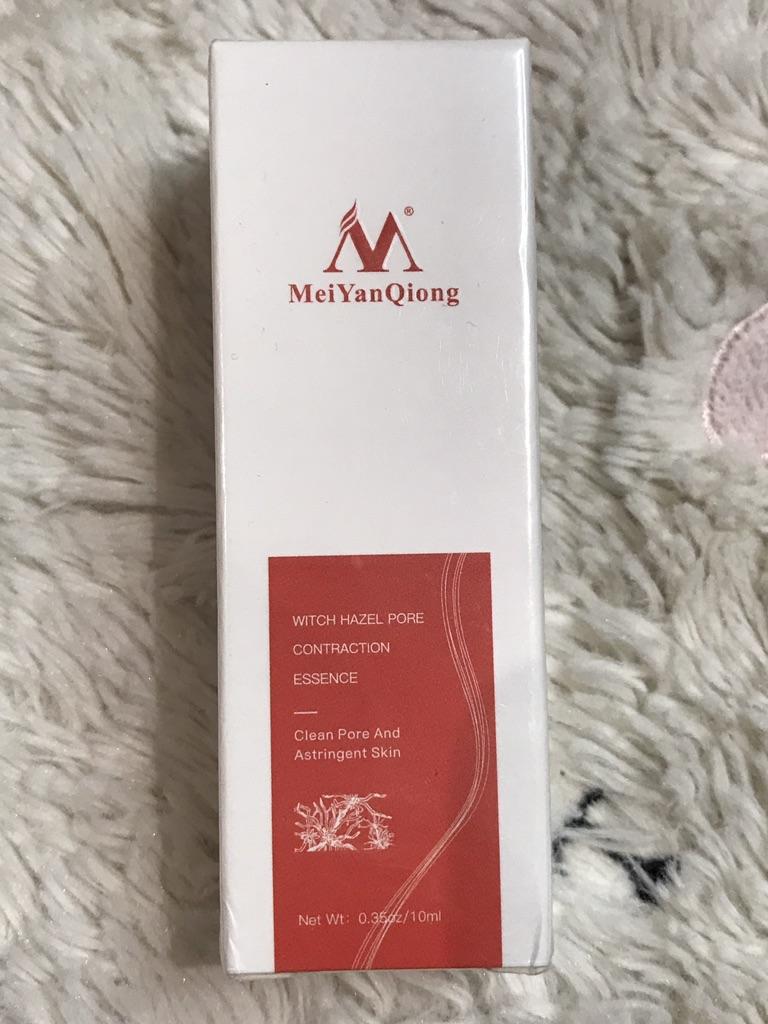 M®
MeiYanQiong
WITCH HAZEL PORE
CONTRACTION
ESSENCE
Clean Pore And
Astringent Skin
Net Wt: 0.35oz/10ml